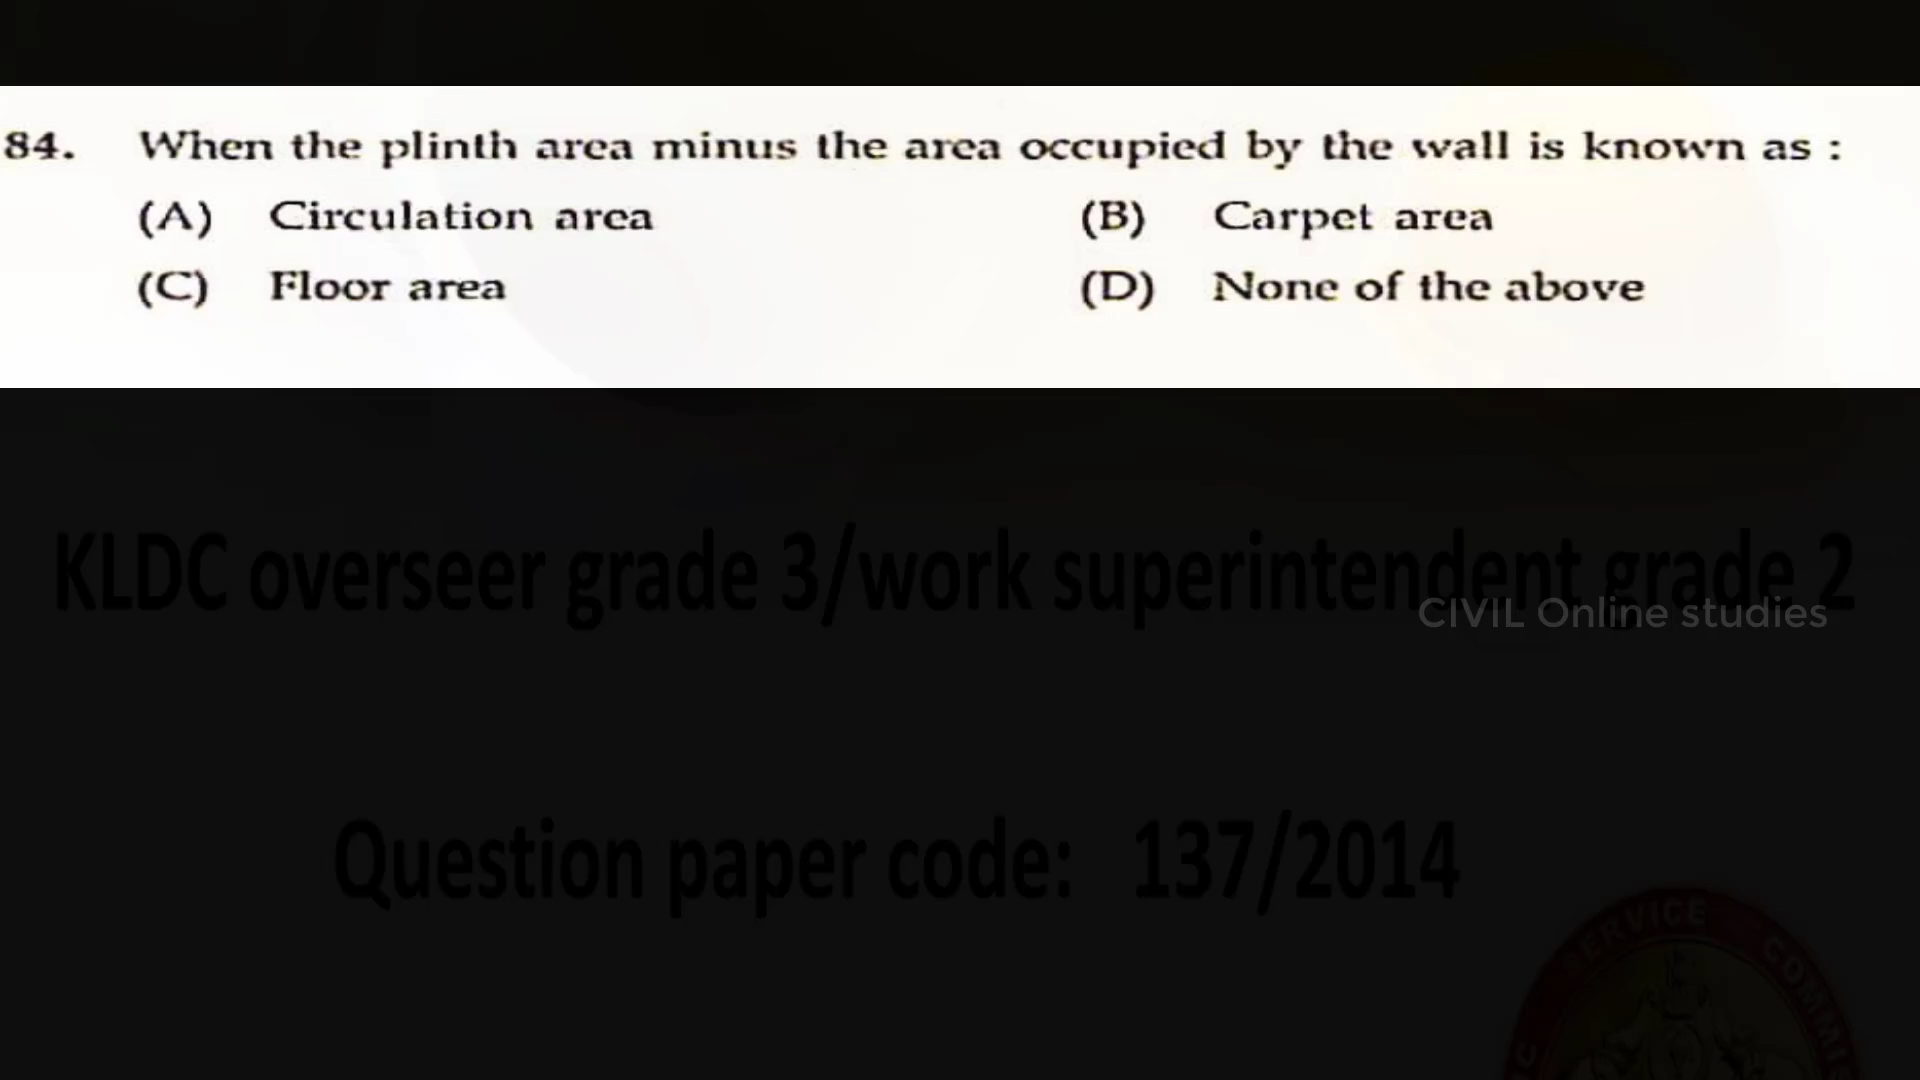 84. When the plinth area minus the area occupied by the wall is known as :
(A) Circulation area (B) Carpet area
(C) Floor area (D) None of the above
KLDC overseer grade 3/work superintendent grade 2
CIVIL Online studies
Question paper code: 137/2014
SERVICE COMMIS